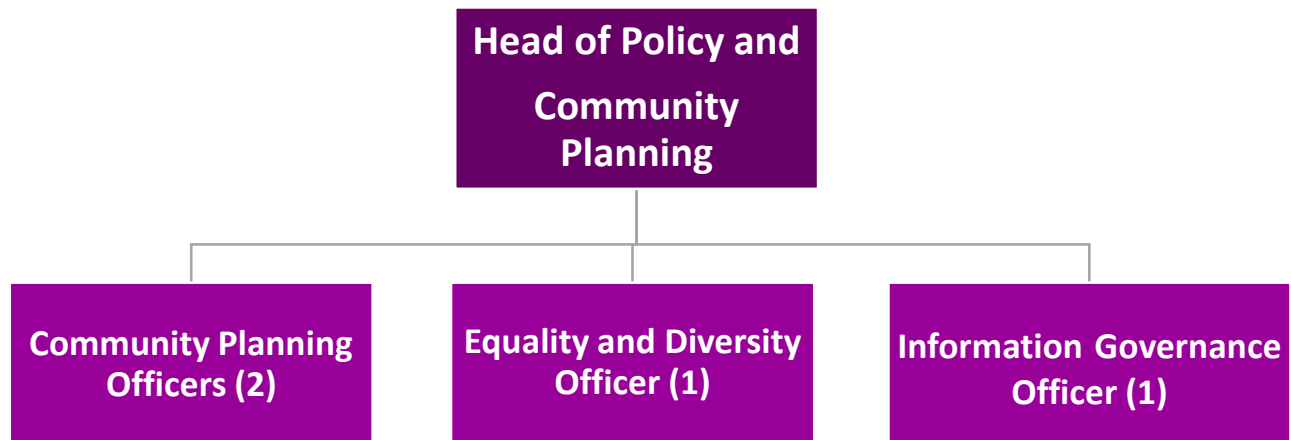 Head of Policy and
Community
Planning
Community Planning
Officers (2)
Equality and Diversity
Officer (1)
Information Governance
Officer (1)